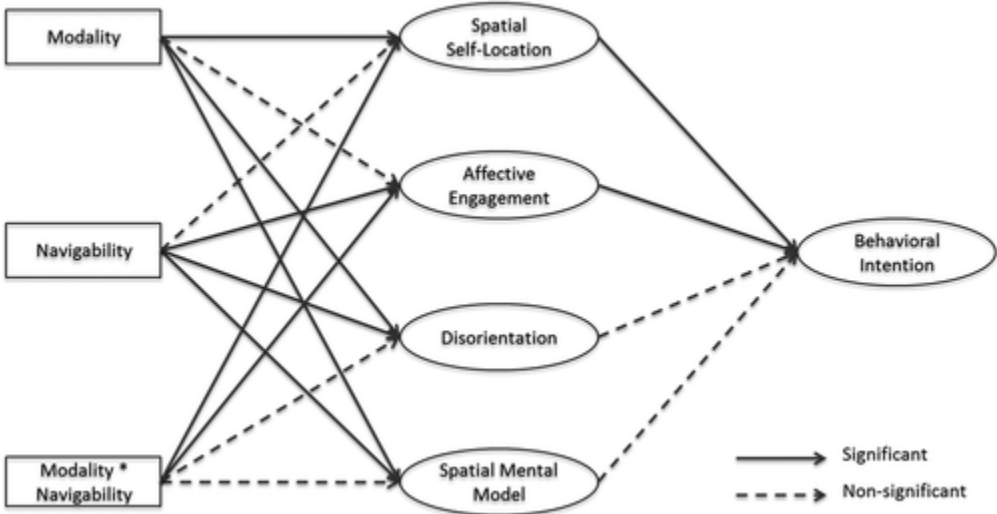 Modality
Spatial
Self-Location
Affective
Engagement
Navigability
Behavioral
Intention
Disorientation
Modality *
Navigability
Spatial Mental
Model
Significant
Non-significant